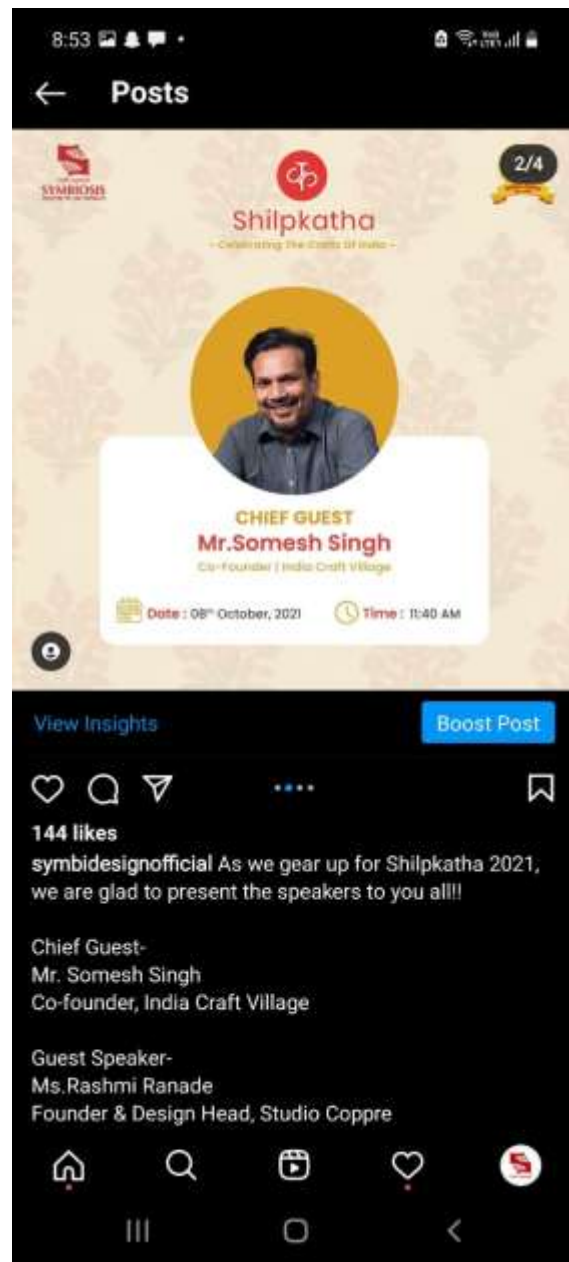 8:53
Posts
SYMBIOSIS
2/4
Shilpkatha
- Celebrating The Crafts Of India -
CHIEF GUEST
Mr.Somesh Singh
Co-Founder | India Craft Village
Date : 08th October, 2021
Time : 11:40 AM
View Insights
Boost Post
144 likes
symbidesignofficial As we gear up for Shilpkatha 2021,
we are glad to present the speakers to you all!!
Chief Guest-
Mr. Somesh Singh
Co-founder, India Craft Village
Guest Speaker-
Ms.Rashmi Ranade
Founder & Design Head, Studio Coppre